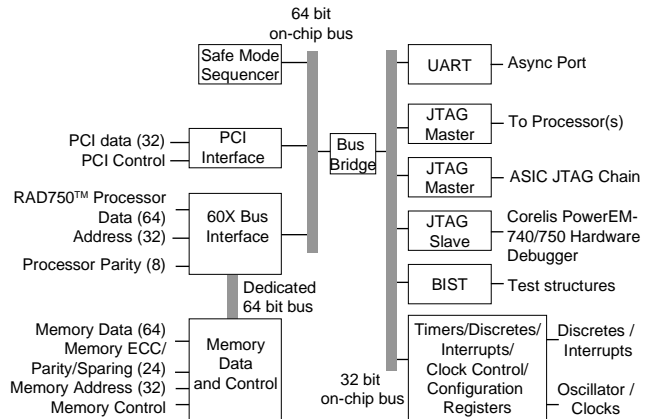 64 bit
on-chip bus
Safe Mode
Sequencer
PCI data (32)
PCI Control
PCI
Interface
RAD750™ Processor
Data (64)
Address (32)
Processor Parity (8)
60X Bus
Interface
Dedicated
64 bit bus
Memory Data (64)
Memory ECC/
Parity/Sparing (24)
Memory Address (32)
Memory Control
Memory
Data
and Control
Bus
Bridge
32 bit
on-chip bus
UART
Async Port
JTAG
Master
To Processor(s)
JTAG
Master
ASIC JTAG Chain
JTAG
Slave
Corelis PowerEM-
740/750 Hardware
Debugger
BIST
Test structures
Timers/Discretes/
Interrupts/
Clock Control/
Configuration
Registers
Discretes /
Interrupts
Oscillator /
Clocks